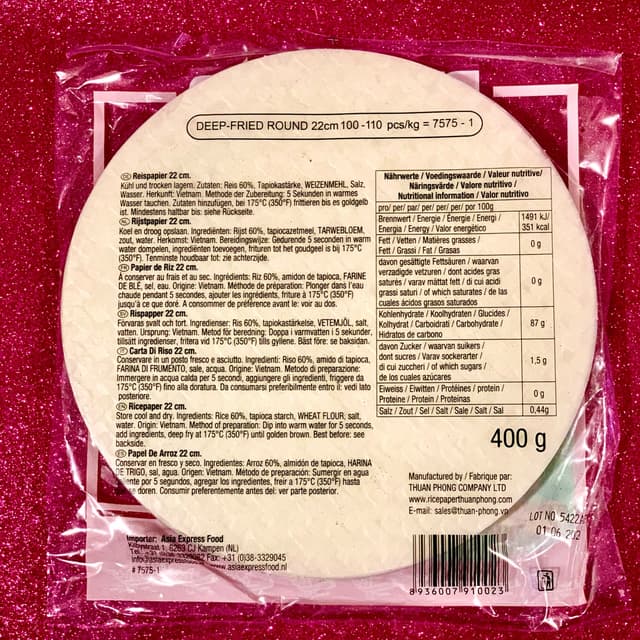 DEEP-FRIED ROUND 22cm 100 -110 pcs/kg = 7575 - 1
DE Reispapier 22 cm.
Kühl und trocken lagern. Zutaten: Reis 60%, Tapiokastärke, WEIZENMEHL, Salz,
Wasser. Herkunft: Vietnam. Methode der Zubereitung: 5 Sekunden in warmes
Wasser tauchen, Zutaten hinzufügen, bei 175°C (350°F) frittieren bis es goldgelb
ist. Mindestens haltbar bis: siehe Rückseite.
Rijstpapier 22 cm.
Koel en droog opslaan. Ingrediënten: Rijst 60%, tapiocazetmeel, TARWEBLOEM,
zout, water. Herkomst: Vietnam. Bereidingswijze: Gedurende 5 seconden in warm
water dompelen, ingrediënten toevoegen, frituren tot het goudgeel is bij 175°C
(350°F). Tenminste houdbaar tot: zie achterzijde.
Papier de Riz 22 cm.
À conserver au frais et au sec. Ingrédients: Riz 60%, amidon de tapioca, FARINE
DE BLÉ, sel, eau. Origine: Vietnam. Méthode de préparation: Plonger dans l'eau
chaude pendant 5 secondes, ajouter les ingrédients, friture à 175°C (350°F)
jusqu'à ce que doré. A consommer de préférence avant le: voir au dos.
Rispapper 22 cm.
Förvaras svalt och torrt. Ingredienser: Ris 60%, tapiokastärkelse, VETEMJÖL, salt,
vatten. Ursprung: Vietnam. Metod för beredning: Doppa i varmvatten i 5 sekunder,
tillsätt ingredienser, fritera vid 175°C (350°F) tills gyllene. Bäst före: se baksidan.
Carta Di Riso 22 cm.
Conservare in un posto fresco e asciutto. Ingredienti: Riso 60%, amido di tapioca,
FARINA DI FRUMENTO, sale, acqua. Origine: Vietnam. Metodo di preparazione:
Immergere in acqua calda per 5 secondi, aggiungere gli ingredienti, friggere da
175°C (350°F) fino alla doratura. Da consumarsi preferibilmente entro il: vedi lato
posteriore.
Ricepaper 22 cm.
Store cool and dry. Ingredients: Rice 60%, tapioca starch, WHEAT FLOUR, salt,
water. Origin: Vietnam. Method of preparation: Dip into warm water for 5 seconds,
add ingredients, deep fry at 175°C (350°F) until golden brown. Best before: see
backside.
ES Papel De Arroz 22 cm.
Conservar en fresco y seco. Ingredientes: Arroz 60%, almidón de tapioca, HARINA
DE TRIGO, sal, agua. Origen: Vietnam. Método de preparación: Sumergir en agua
ente por 5 segundos, agregar los ingredientes, freír a 175°C (350°F) hasta
doren. Consumir preferentemente antes del: ver parte posterior.
Nährwerte / Voedingswaarde / Valeur nutritive/
Näringsvärde / Valore nutritivo /
Nutritional information / Valor nutritivo
pro/ per/ par/ per/ per/ per/ por 100g
Brennwert / Energie / Énergie / Energi / Energia / Energy / Valor energético 1491 kJ/ 351 kcal
Fett / Vetten / Matières grasses / Fett / Grassi / Fat / Grasas 0 g
davon gesättigte Fettsäuren / waarvan
verzadigde vetzuren / dont acides gras
saturés / varav mättat fett / di cui acidi
grassi saturi / of which saturates / de las
cuales ácidos grasos saturados 0 g
Kohlenhydrate / Koolhydraten / Glucides /
Kolhydrat / Carboidrati / Carbohydrate /
Hidratos de carbono 87 g
davon Zucker / waarvan suikers /
dont sucres / Varav sockerarter /
di cui zuccheri / of which sugars /
de los cuales azúcares 1,5 g
Eiweiss / Eiwitten / Protéines / protein /
Proteine / Protein / Proteínas 0 g
Salz / Zout / Sel / Salt / Sale / Salt / Sal 0,44g
400 g
Manufactured by / Fabrique par:
THUAN PHONG COMPANY LTD
www.ricepaperthuanphong.com
E-mail: sales@thuan-phong.vn
LOT NO 5422
01 06 202
Importer: Asia Express Food
1, 8263 CJ Kampen (NL)
Fax: +31 (0)38-3329045
www.asiaexpressfood.nl
# 7575-1
8 936007 910023